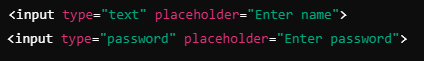 <input type="text" placeholder="Enter name">
<input type="password" placeholder="Enter password">